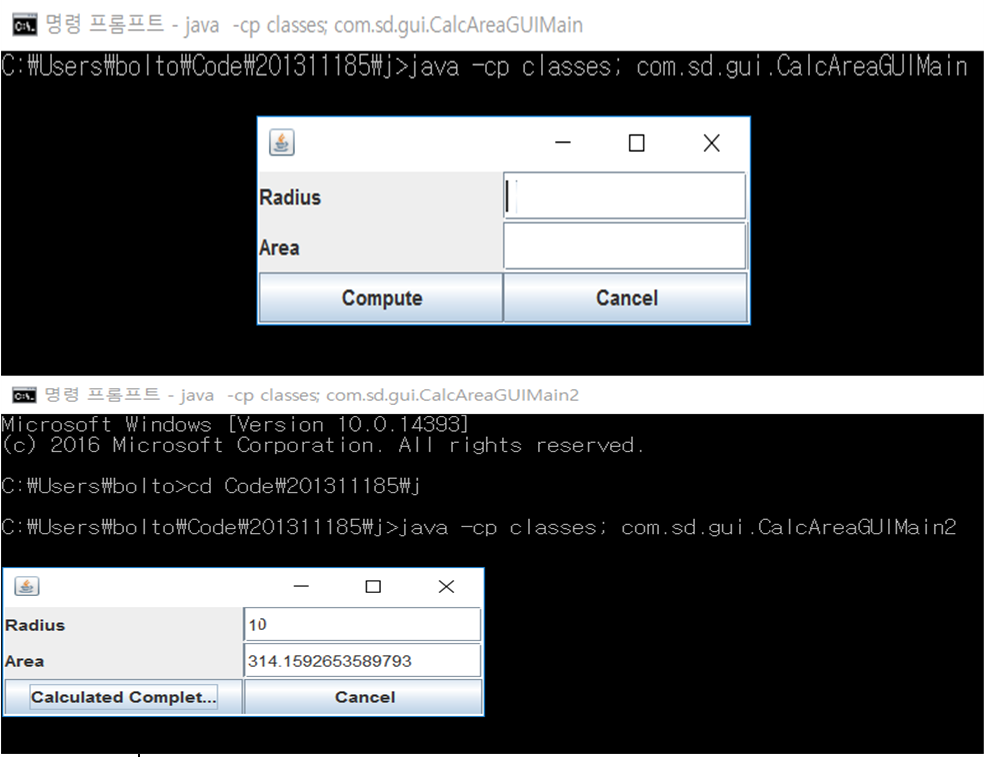 명령 프롬프트 - java -cp classes; com.sd.gui.CalcAreaGUIMain
C:₩Users₩bolto₩Code₩201311185₩j>java -cp classes; com.sd.gui.CalcAreaGUIMain
Radius
Area
Compute Cancel
명령 프롬프트 - java -cp classes; com.sd.gui.CalcAreaGUIMain2
Microsoft Windows [Version 10.0.14393]
(c) 2016 Microsoft Corporation. All rights reserved.
C:₩Users₩bolto>cd Code₩201311185₩j
C:₩Users₩bolto₩Code₩201311185₩j>java -cp classes; com.sd.gui.CalcAreaGUIMain2
Radius 10
Area 314.1592653589793
Calculated Complet... Cancel